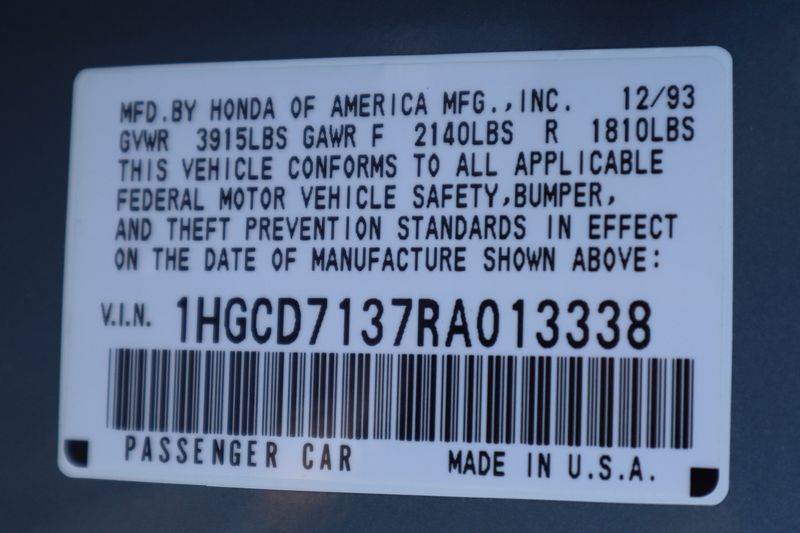 MFD.BY HONDA OF AMERICA MFG.,INC. 12/93
GVWR 3915LBS GAWR F 2140LBS R 1810LBS
THIS VEHICLE CONFORMS TO ALL APPLICABLE
FEDERAL MOTOR VEHICLE SAFETY,BUMPER,
AND THEFT PREVENTION STANDARDS IN EFFECT
ON THE DATE OF MANUFACTURE SHOWN ABOVE:
V.I.N. 1HGCD7137RA013338
PASSENGER CAR MADE IN U.S.A.